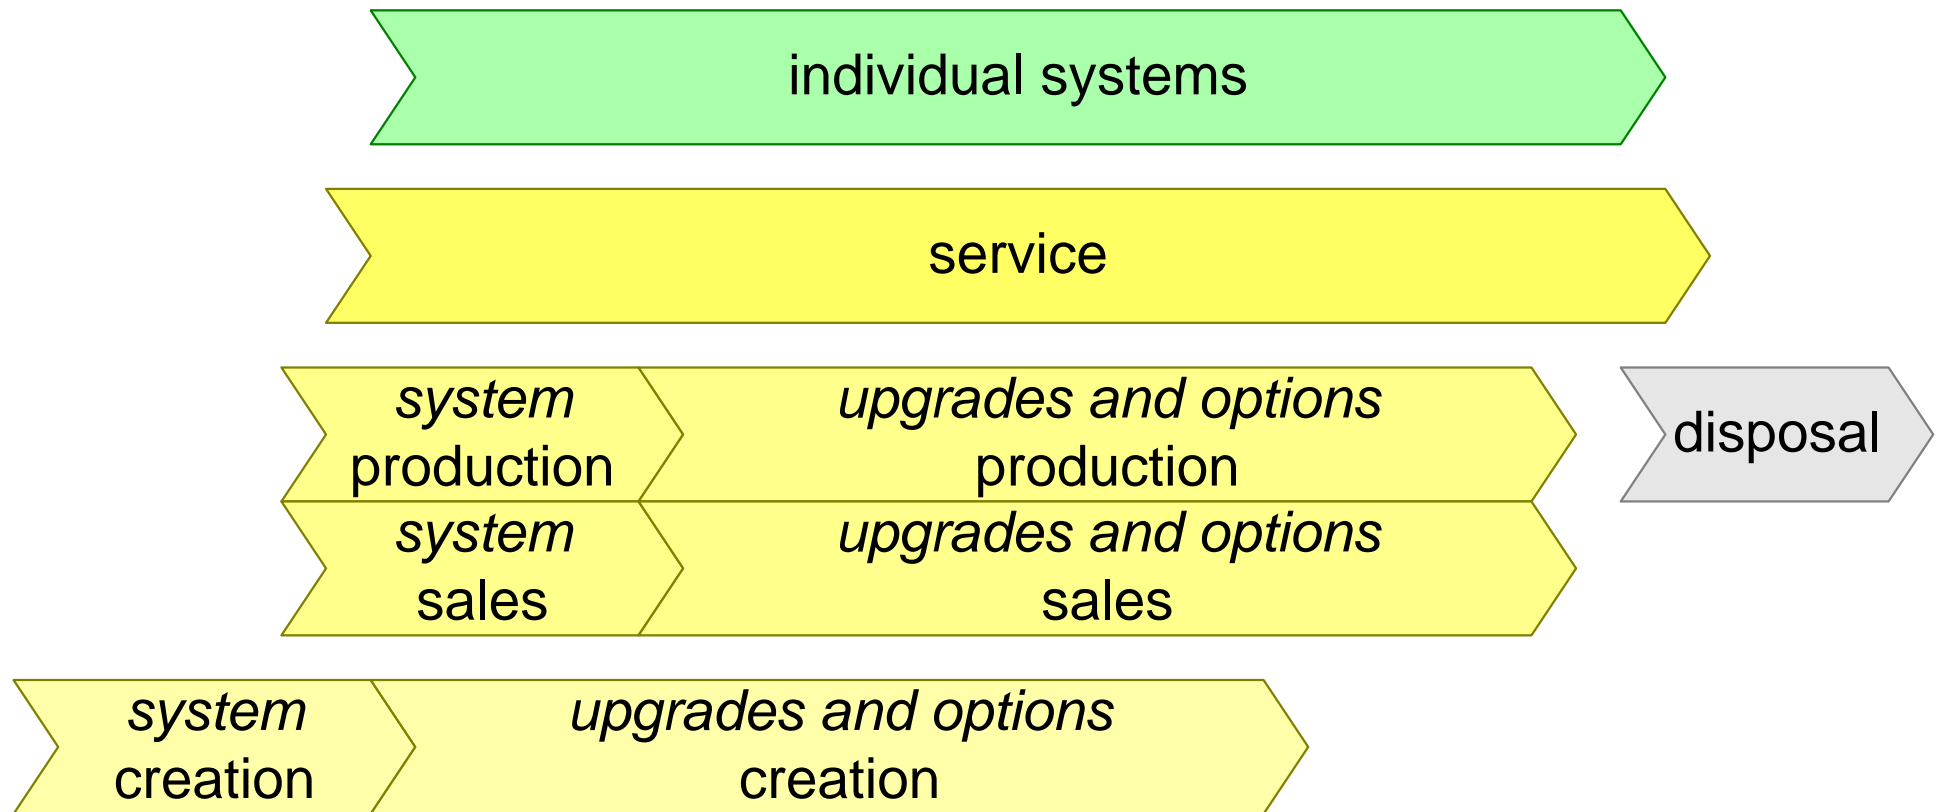 individual systems
service
system
production
upgrades and options
production
disposal
system
sales
upgrades and options
sales
system
creation
upgrades and options
creation